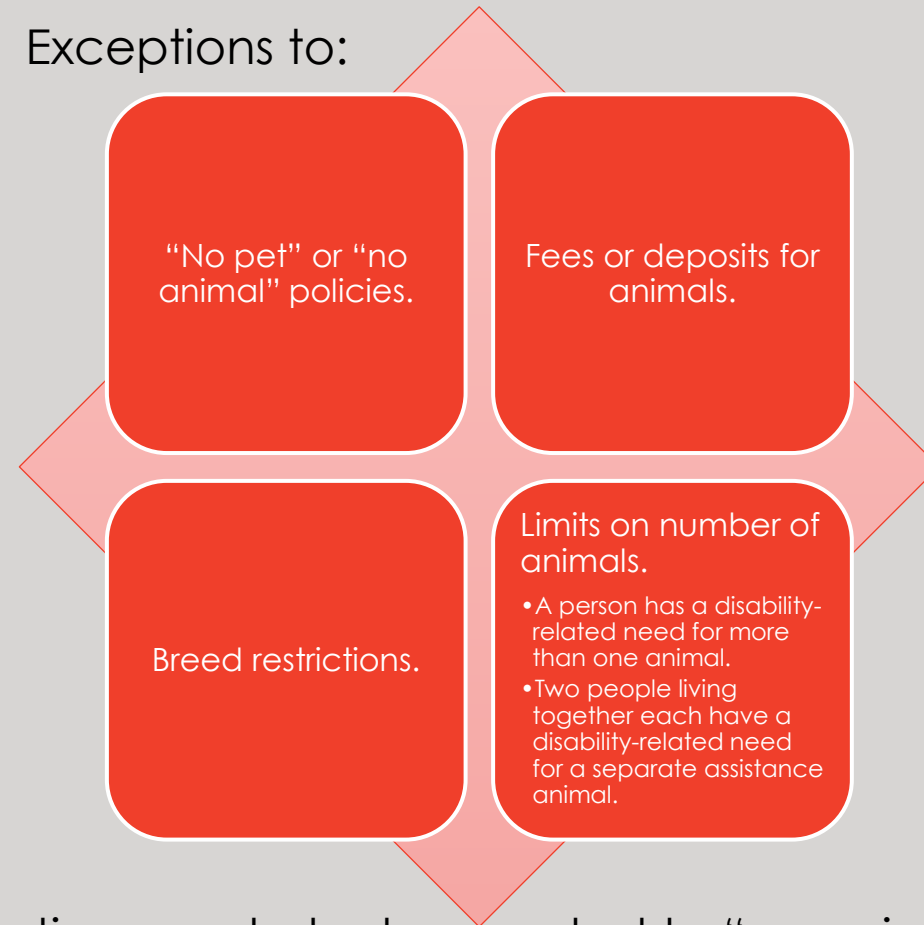 Exceptions to:
“No pet” or “no
animal” policies.
Fees or deposits for
animals.
Breed restrictions.
Limits on number of
animals.
•A person has a disability-
related need for more
than one animal.
•Two people living
together each have a
disability-related need
for a separate assistance
animal.